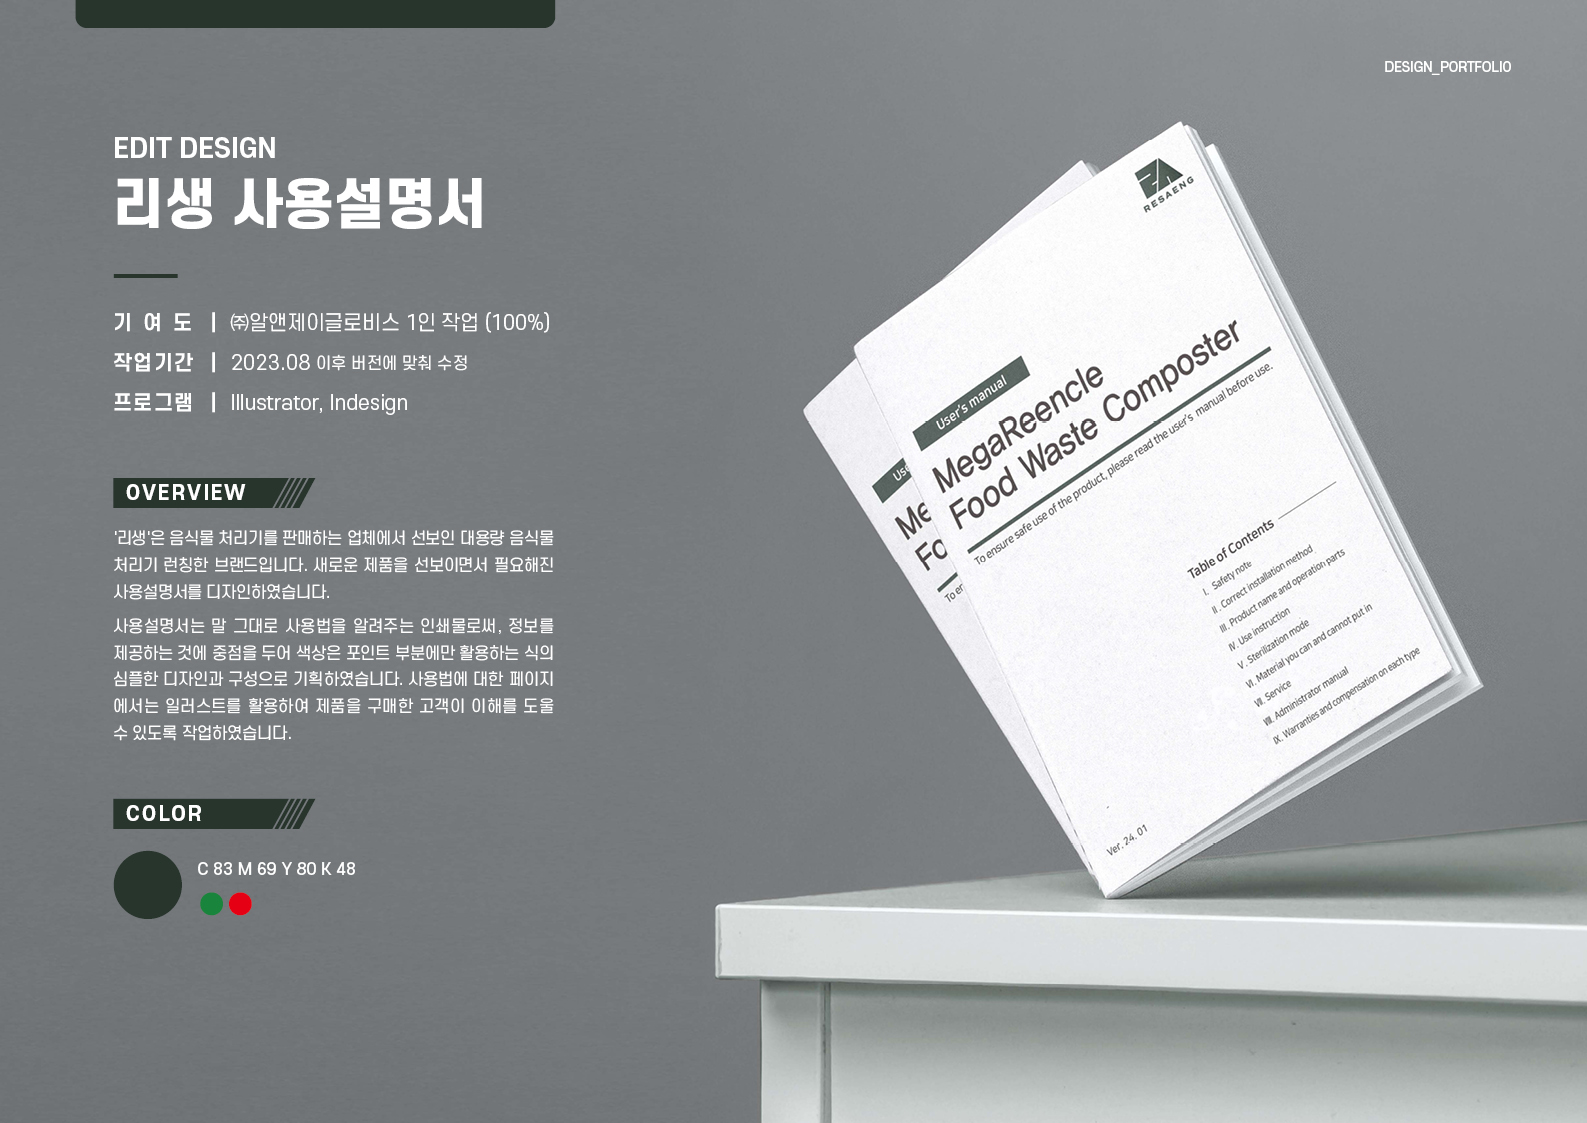 DESIGN_PORTFOLIO
EDIT DESIGN
리생 사용설명서
기 여 도 | ㈜알앤제이글로비스 1인 작업 (100%)
작업기간 | 2023.08 이후 버전에 맞춰 수정
프로그램 | Illustrator, Indesign
OVERVIEW
'리생'은 음식물 처리기를 판매하는 업체에서 선보인 대용량 음식물
처리기 런칭한 브랜드입니다. 새로운 제품을 선보이면서 필요해진
사용설명서를 디자인하였습니다.
사용설명서는 말 그대로 사용법을 알려주는 인쇄물로써, 정보를
제공하는 것에 중점을 두어 색상은 포인트 부분에만 활용하는 식의
심플한 디자인과 구성으로 기획하였습니다. 사용법에 대한 페이지
에서는 일러스트를 활용하여 제품을 구매한 고객이 이해를 도울
수 있도록 작업하였습니다.
COLOR
C 83 M 69 Y 80 K 48
RESAENG
User's manual
MegaReencle
Food Waste Composter
To ensure safe use of the product, please read the user's manual before use.
Table of Contents
Ⅰ. Safety note
Ⅱ. Correct installation method
Ⅲ. Product name and operation parts
Ⅳ. Use instruction
Ⅴ. Sterilization mode
Ⅵ. Material you can and cannot put in
Ⅶ. Service
Ⅷ. Administrator manual
Ⅸ. Warranties and compensation on each type
Ver. 24. 01
Use
Me
Fo
To en